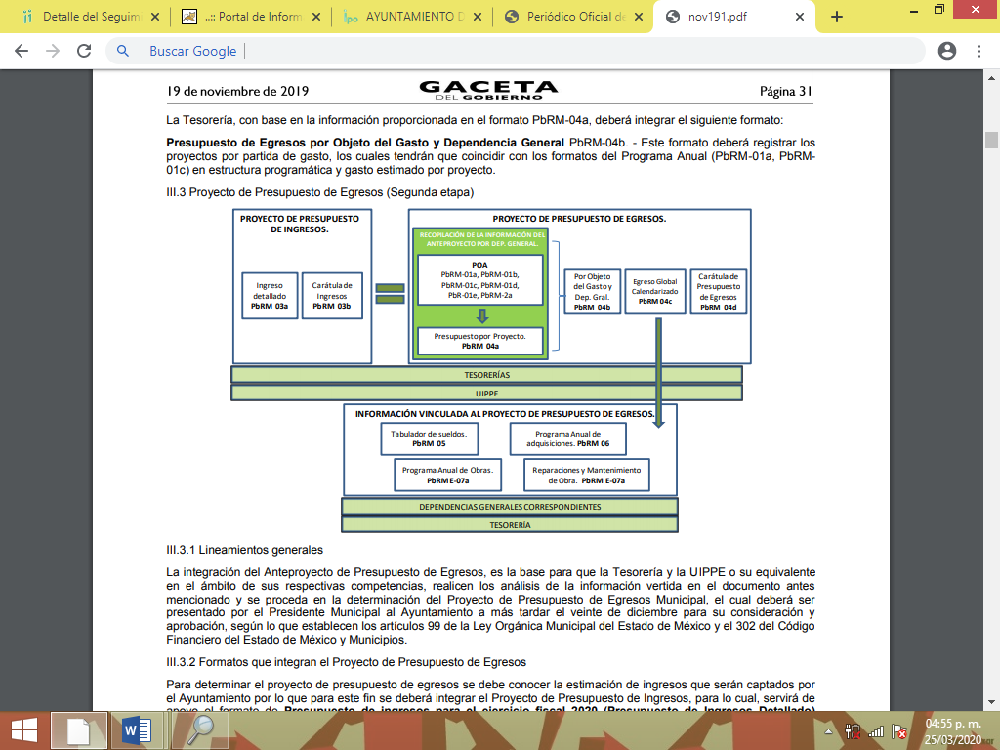 Detalle del Seguim
..:: Portal de Inform
AYUNTAMIENTO D
Periódico Oficial de
nov191.pdf
Buscar Google
19 de noviembre de 2019
GACETA
DEL GOBIERNO
Página 31
La Tesorería, con base en la información proporcionada en el formato PbRM-04a, deberá integrar el siguiente formato:
Presupuesto de Egresos por Objeto del Gasto y Dependencia General PbRM-04b. - Este formato deberá registrar los
proyectos por partida de gasto, los cuales tendrán que coincidir con los formatos del Programa Anual (PbRM-01a, PbRM-
01c) en estructura programática y gasto estimado por proyecto.
III.3 Proyecto de Presupuesto de Egresos (Segunda etapa)
PROYECTO DE PRESUPUESTO
DE INGRESOS.
Ingreso
detallado
PbRM 03a
Carátula de
Ingresos
PbRM 03b
PROYECTO DE PRESUPUESTO DE EGRESOS.
RECOPILACIÓN DE LA INFORMACIÓN DEL
ANTEPROYECTO POR DEP. GENERAL.
POA
PbRM-01a, PbRM-01b,
PbRM-01c, PbRM-01d,
PbR-01e, PbRM-2a
Presupuesto por Proyecto.
PbRM 04a
Por Objeto
del Gasto y
Dep. Gral.
PbRM 04b
Egreso Global
Calendarizado
PbRM 04c
Carátula de
Presupuesto
de Egresos
PbRM 04d
TESORERÍAS
UIPPE
INFORMACIÓN VINCULADA AL PROYECTO DE PRESUPUESTO DE EGRESOS.
Tabulador de sueldos.
PbRM 05
Programa Anual de
adquisiciones. PbRM 06
Programa Anual de Obras.
PbRM E-07a
Reparaciones y Mantenimiento
de Obra. PbRM E-07a
DEPENDENCIAS GENERALES CORRESPONDIENTES
TESORERÍA
III.3.1 Lineamientos generales
La integración del Anteproyecto de Presupuesto de Egresos, es la base para que la Tesorería y la UIPPE o su equivalente
en el ámbito de sus respectivas competencias, realicen los análisis de la información vertida en el documento antes
mencionado y se proceda en la determinación del Proyecto de Presupuesto de Egresos Municipal, el cual deberá ser
presentado por el Presidente Municipal al Ayuntamiento a más tardar el veinte de diciembre para su consideración y
aprobación, según lo que establecen los artículos 99 de la Ley Orgánica Municipal del Estado de México y el 302 del Código
Financiero del Estado de México y Municipios.
III.3.2 Formatos que integran el Proyecto de Presupuesto de Egresos
Para determinar el proyecto de presupuesto de egresos se debe conocer la estimación de ingresos que serán captados por
el Ayuntamiento por lo que para este fin se deberá integrar el Proyecto de Presupuesto de Ingresos, para lo cual, servirá de
apoyo el formato de Presupuesto de ingresos para el ejercicio fiscal 2020 (Presupuesto de Ingresos Detallado)
04:55 p. m.
25/03/2020